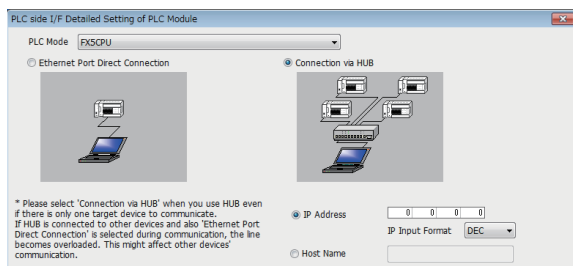 PLC side I/F Detailed Setting of PLC Module
PLC Mode FX5CPU
Ethernet Port Direct Connection
Connection via HUB
* Please select 'Connection via HUB' when you use HUB even
if there is only one target device to communicate.
If HUB is connected to other devices and also 'Ethernet Port
Direct Connection' is selected during communication, the line
becomes overloaded. This might affect other devices'
communication.
IP Address 0 0 0 0
IP Input Format DEC
Host Name